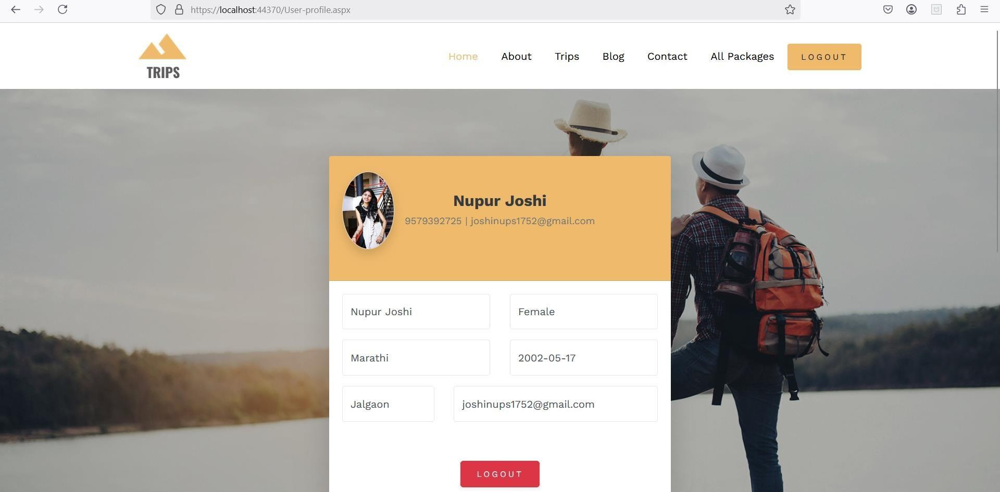 https://localhost:44370/User-profile.aspx
TRIPS
Home About Trips Blog Contact All Packages LOGOUT
Nupur Joshi
9579392725 | joshinups1752@gmail.com
Nupur Joshi Female
Marathi 2002-05-17
Jalgaon joshinups1752@gmail.com
LOGOUT